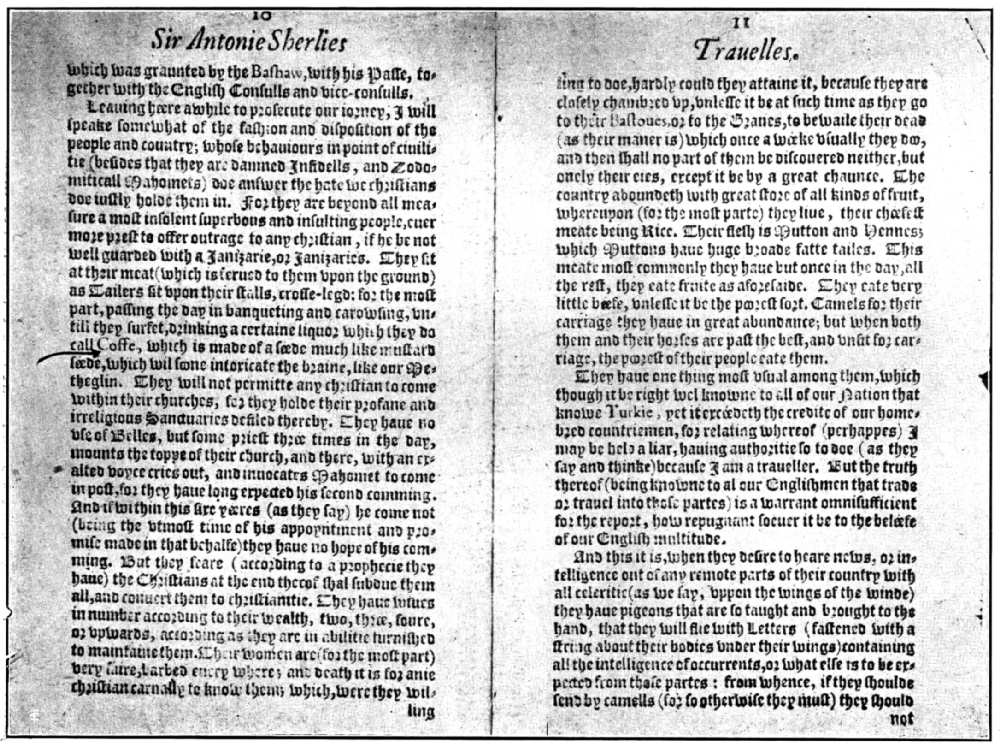 10
Sir Antonie Sherlies
which was graunted by the Bashaw, with his Passe, to-
gether with the English Consulls and vice-consulls.
Leauing heere awhile to prosecute our iorney, I will
speake somwhat of the fashion and disposition of the
people and country; whose behauiours in point of ciuili-
tie (besides that they are damned Infidells, and Zodo-
miticall Mahomets) doe answer the hate we christians
doe iustly holde them in. For they are beyond all mea-
sure a most insolent superbous and insulting people, euer
more prest to offer outrage to any christian, if he be not
well guarded with a Janizarie, or Janizaries. They sit
at their meat (which is serued to them vpon the ground)
as Tailers sit vpon their stalls, crosse-legd: for the most
part, passing the day in banqueting and carowsing, vn-
till they surfet, drinking a certaine liquor which they do
call Coffe, which is made of a seede much like mustard
seede, which wil soone intoxicate the braine, like our Me-
theglin. They will not permitte any christian to come
within their churches, for they holde their profane and
irreligious Sanctuaries defiled thereby. They haue no
vse of Belles, but some priest three times in the day,
mounts the toppe of their church, and there, with an ex-
alted voyce cries out, and inuocates Mahomet to come
in post, for they haue long expected his second comming.
And if within this sixe yeeres (as they say) he come not
(being the vtmost time of his appoyntment and pro-
mise made in that behalfe) they haue no hope of his com-
ming. But they feare (according to a prophecie they
haue) the Christians at the end therof shal subdue them
all, and conuert them to christianitie. They haue wiues
in number according to their wealth, two, three, foure,
or vpwards, according as they are in abilitie furnished
to maintaine them. Their women are (for the most part)
very faire, barbed euery where; and death it is for anie
christian carnally to know them; which, were they wil-
ling
11
Trauelles.
ling to doe, hardly could they attaine it, because they are
closely chambred vp, vnlesse it be at such time as they go
to their Bastoues, or to the Graues, to bewaile their dead
(as their maner is) which once a weeke vsually they doo,
and then shall no part of them be discouered neither, but
onely their eies, except it be by a great chaunce. The
country aboundeth with great store of all kinds of fruit,
whereupon (for the most parte) they liue, their cheefest
meate being Rice. Their flesh is Mutton and Hennes;
which Muttons haue huge broade fatte tailes. This
meate most commonly they haue but once in the day, all
the rest, they eate fruite as aforesaide. They eate very
little beefe, vnlesse it be the poorest sort. Camels for their
carriage they haue in great abundance; but when both
them and their horses are past the best, and vnfit for car-
riage, the poorest of their people eate them.
They haue one thing most vsual among them, which
though it be right wel knowne to all of our Nation that
knowe Turkie, yet it exceedeth the credite of our home-
bred countriemen, for relating whereof (perhappes) I
may be held a liar, hauing authoritie so to doe (as they
say and thinke) because I am a traueller. But the truth
thereof (being knowne to al our Englishmen that trade
or trauel into those partes) is a warrant omnisufficient
for the report, how repugnant soeuer it be to the beleefe
of our English multitude.
And this it is, when they desire to heare news, or in-
telligence out of any remote parts of their country with
all celeritie (as we say, vppon the wings of the winde)
they haue pigeons that are so taught and brought to the
hand, that they will flie with Letters (fastened with a
string about their bodies vnder their wings) containing
all the intelligence of occurrents, or what else is to be ex-
pected from those partes: from whence, if they shoulde
send by camells (for so otherwise they must) they should
not